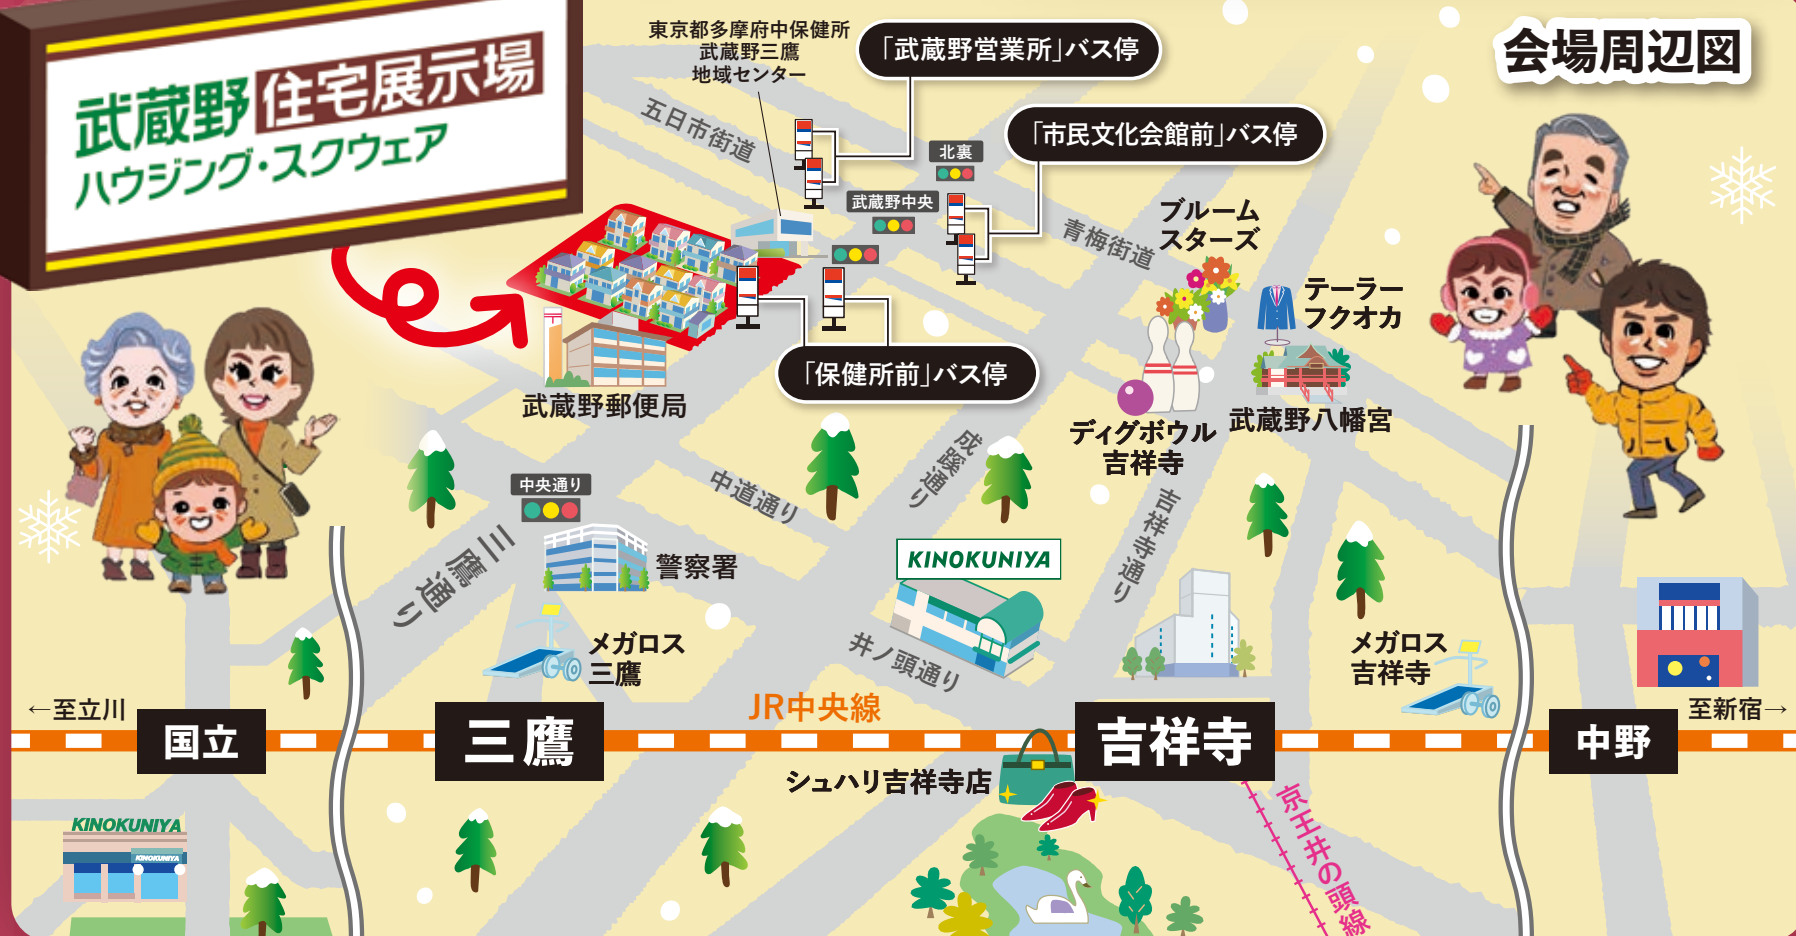 武蔵野住宅展示場
ハウジング・スクウェア
会場周辺図
東京都多摩府中保健所
武蔵野三鷹
地域センター
「武蔵野営業所」バス停
「市民文化会館前」バス停
五日市街道
北裏
武蔵野中央
青梅街道
ブルーム
スターズ
テーラー
フクオカ
「保健所前」バス停
武蔵野郵便局
ディグボウル
吉祥寺
武蔵野八幡宮
中央通り
中道通り
成蹊通り
吉祥寺通り
三鷹通り
警察署
KINOKUNIYA
メガロス
三鷹
井ノ頭通り
メガロス
吉祥寺
JR中央線
←至立川
国立
三鷹
吉祥寺
中野
至新宿→
シュハリ吉祥寺店
京王井の頭線
KINOKUNIYA
KINOKUNIYA